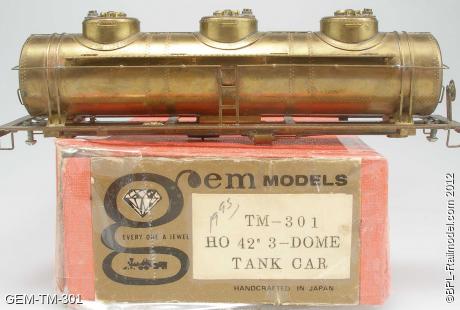 gem MODELS
EVERY ONE A JEWEL
TM-301
HO 42' 3-DOME
TANK CAR
HANDCRAFTED IN JAPAN
GEM-TM-301
©BPL-Railmodel.com 2012